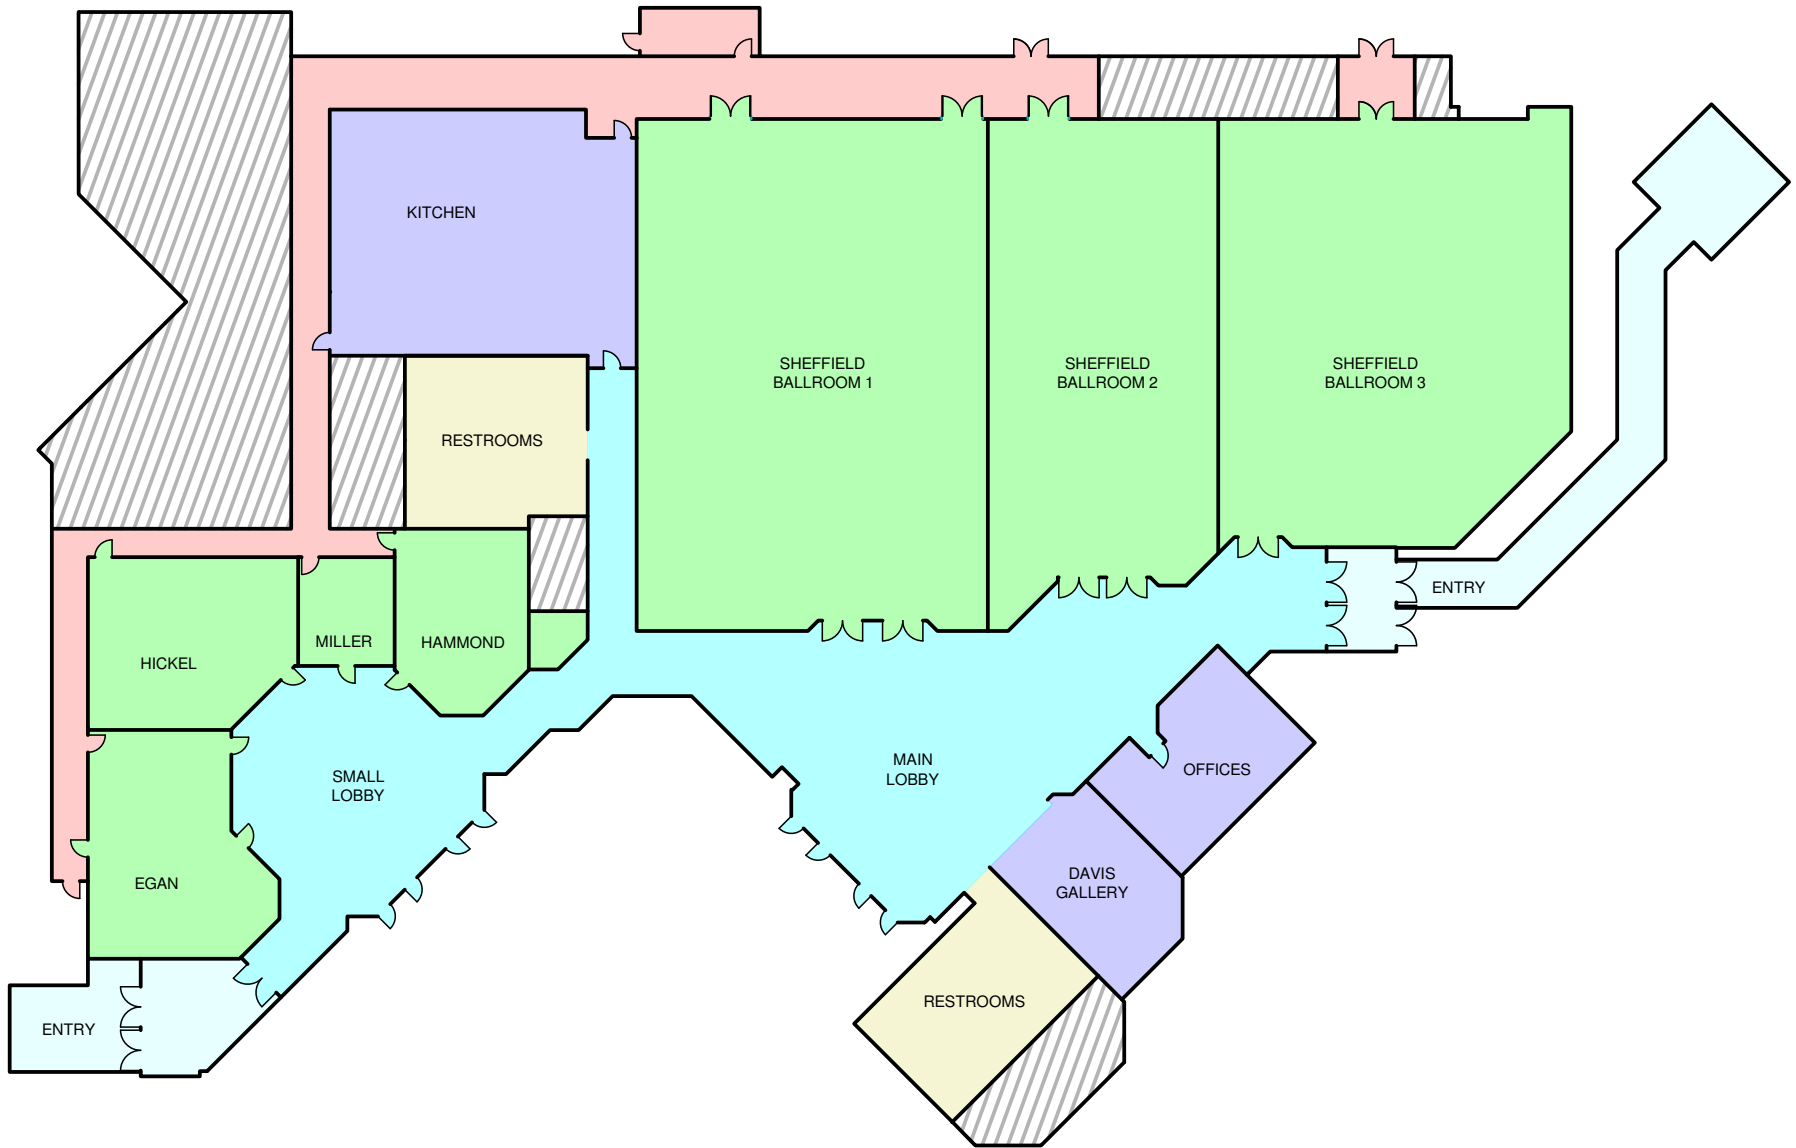 KITCHEN
SHEFFIELD
BALLROOM 1
SHEFFIELD
BALLROOM 2
SHEFFIELD
BALLROOM 3
RESTROOMS
ENTRY
MILLER
HAMMOND
HICKEL
MAIN
LOBBY
OFFICES
SMALL
LOBBY
EGAN
DAVIS
GALLERY
RESTROOMS
ENTRY